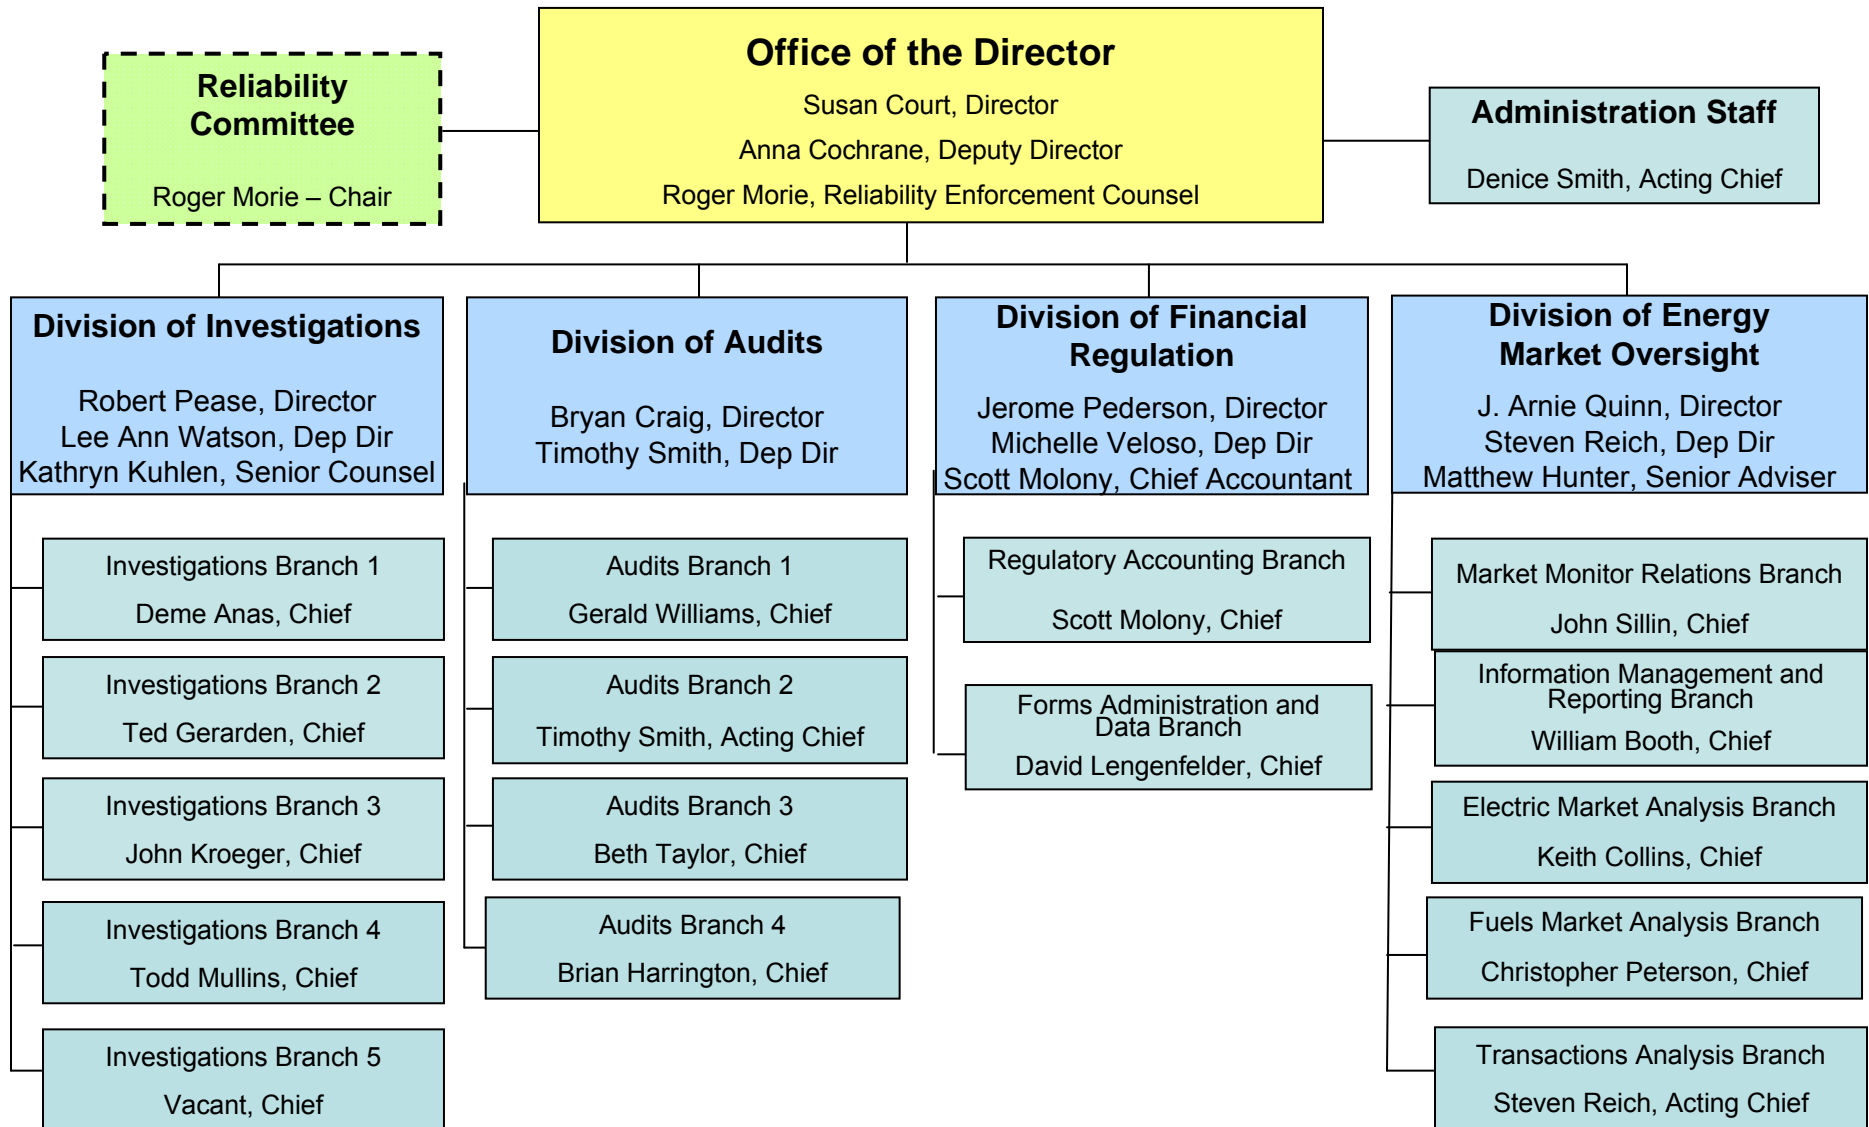 Reliability
Committee
Roger Morie – Chair
Office of the Director
Susan Court, Director
Anna Cochrane, Deputy Director
Roger Morie, Reliability Enforcement Counsel
Administration Staff
Denice Smith, Acting Chief
Division of Investigations
Robert Pease, Director
Lee Ann Watson, Dep Dir
Kathryn Kuhlen, Senior Counsel
Investigations Branch 1
Deme Anas, Chief
Investigations Branch 2
Ted Gerarden, Chief
Investigations Branch 3
John Kroeger, Chief
Investigations Branch 4
Todd Mullins, Chief
Investigations Branch 5
Vacant, Chief
Division of Audits
Bryan Craig, Director
Timothy Smith, Dep Dir
Audits Branch 1
Gerald Williams, Chief
Audits Branch 2
Timothy Smith, Acting Chief
Audits Branch 3
Beth Taylor, Chief
Audits Branch 4
Brian Harrington, Chief
Division of Financial
Regulation
Jerome Pederson, Director
Michelle Veloso, Dep Dir
Scott Molony, Chief Accountant
Regulatory Accounting Branch
Scott Molony, Chief
Forms Administration and
Data Branch
David Lengenfelder, Chief
Division of Energy
Market Oversight
J. Arnie Quinn, Director
Steven Reich, Dep Dir
Matthew Hunter, Senior Adviser
Market Monitor Relations Branch
John Sillin, Chief
Information Management and
Reporting Branch
William Booth, Chief
Electric Market Analysis Branch
Keith Collins, Chief
Fuels Market Analysis Branch
Christopher Peterson, Chief
Transactions Analysis Branch
Steven Reich, Acting Chief